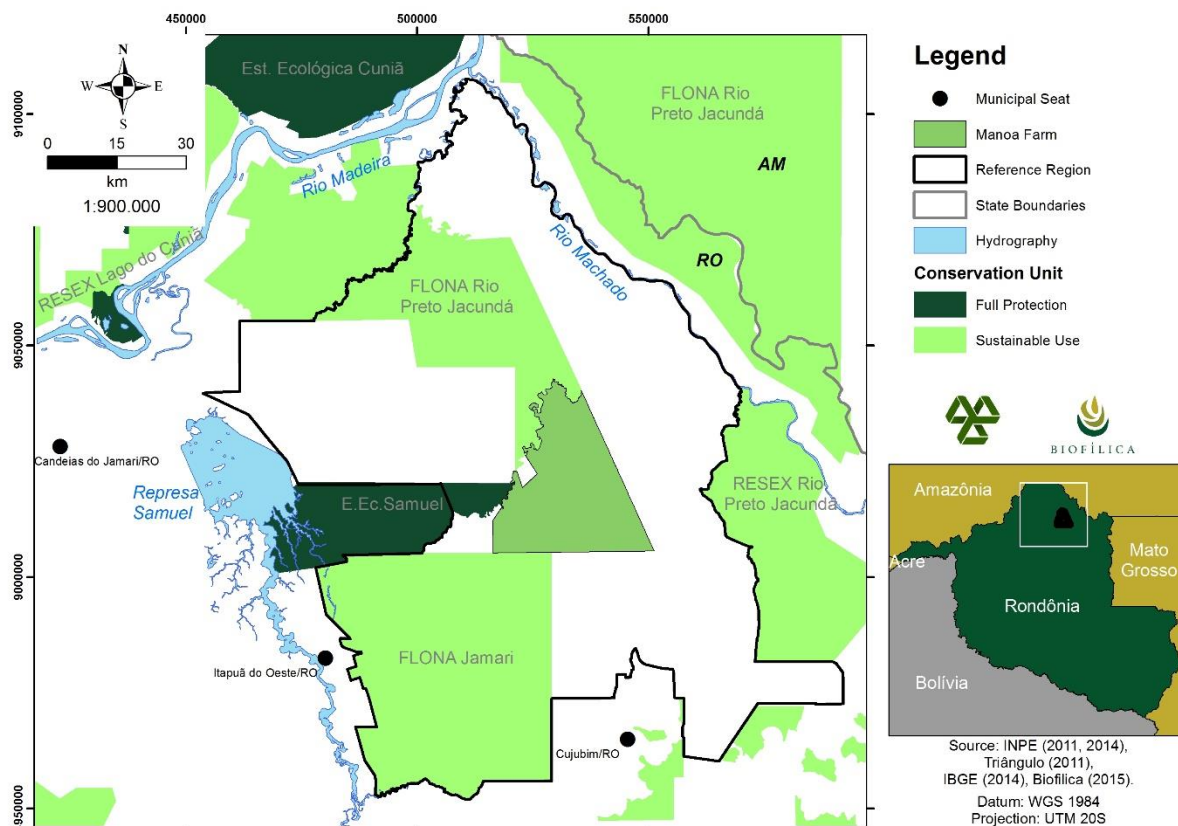 450000
500000
550000
9100000
9050000
9000000
950000
N
W
E
S
0
15
30
km
1:900.000
Est. Ecológica Cuniã
FLONA Rio
Preto Jacundá
AM
Rio Madeira
RESEX Lago do Cuniã
Rio Machado
RO
FLONA Rio
Preto Jacundá
Candeias do Jamari/RO
Represa
Samuel
E.Ec.Samuel
RESEX Rio
Preto Jacundá
Itapuã do Oeste/RO
FLONA Jamari
Cujubim/RO
Legend
Municipal Seat
Manoa Farm
Reference Region
State Boundaries
Hydrography
Conservation Unit
Full Protection
Sustainable Use
BIOFÍLICA
Amazônia
Acre
Mato
Grosso
Rondônia
Bolívia
Source: INPE (2011, 2014),
Triângulo (2011),
IBGE (2014), Biofílica (2015).
Datum: WGS 1984
Projection: UTM 20S